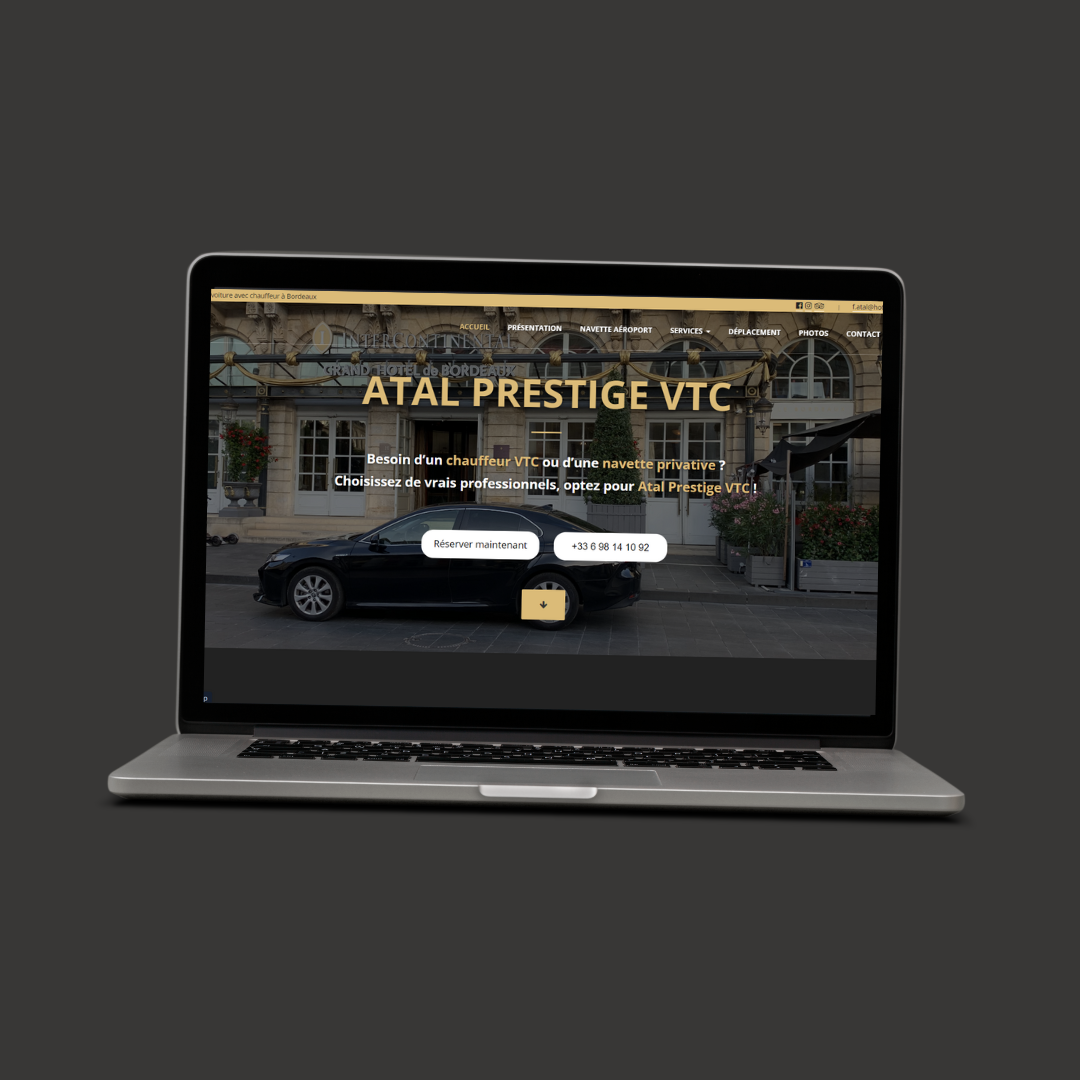 voiture avec chauffeur à Bordeaux
f.atal@ho
ACCUEIL PRÉSENTATION NAVETTE AÉROPORT SERVICES DÉPLACEMENT PHOTOS CONTACT
INTERCONTINENTAL
GRAND HOTEL de BORDEAUX
ATAL PRESTIGE VTC
Besoin d'un chauffeur VTC ou d'une navette privative ?
Choisissez de vrais professionnels, optez pour Atal Prestige VTC !
Réserver maintenant
+33 6 98 14 10 92